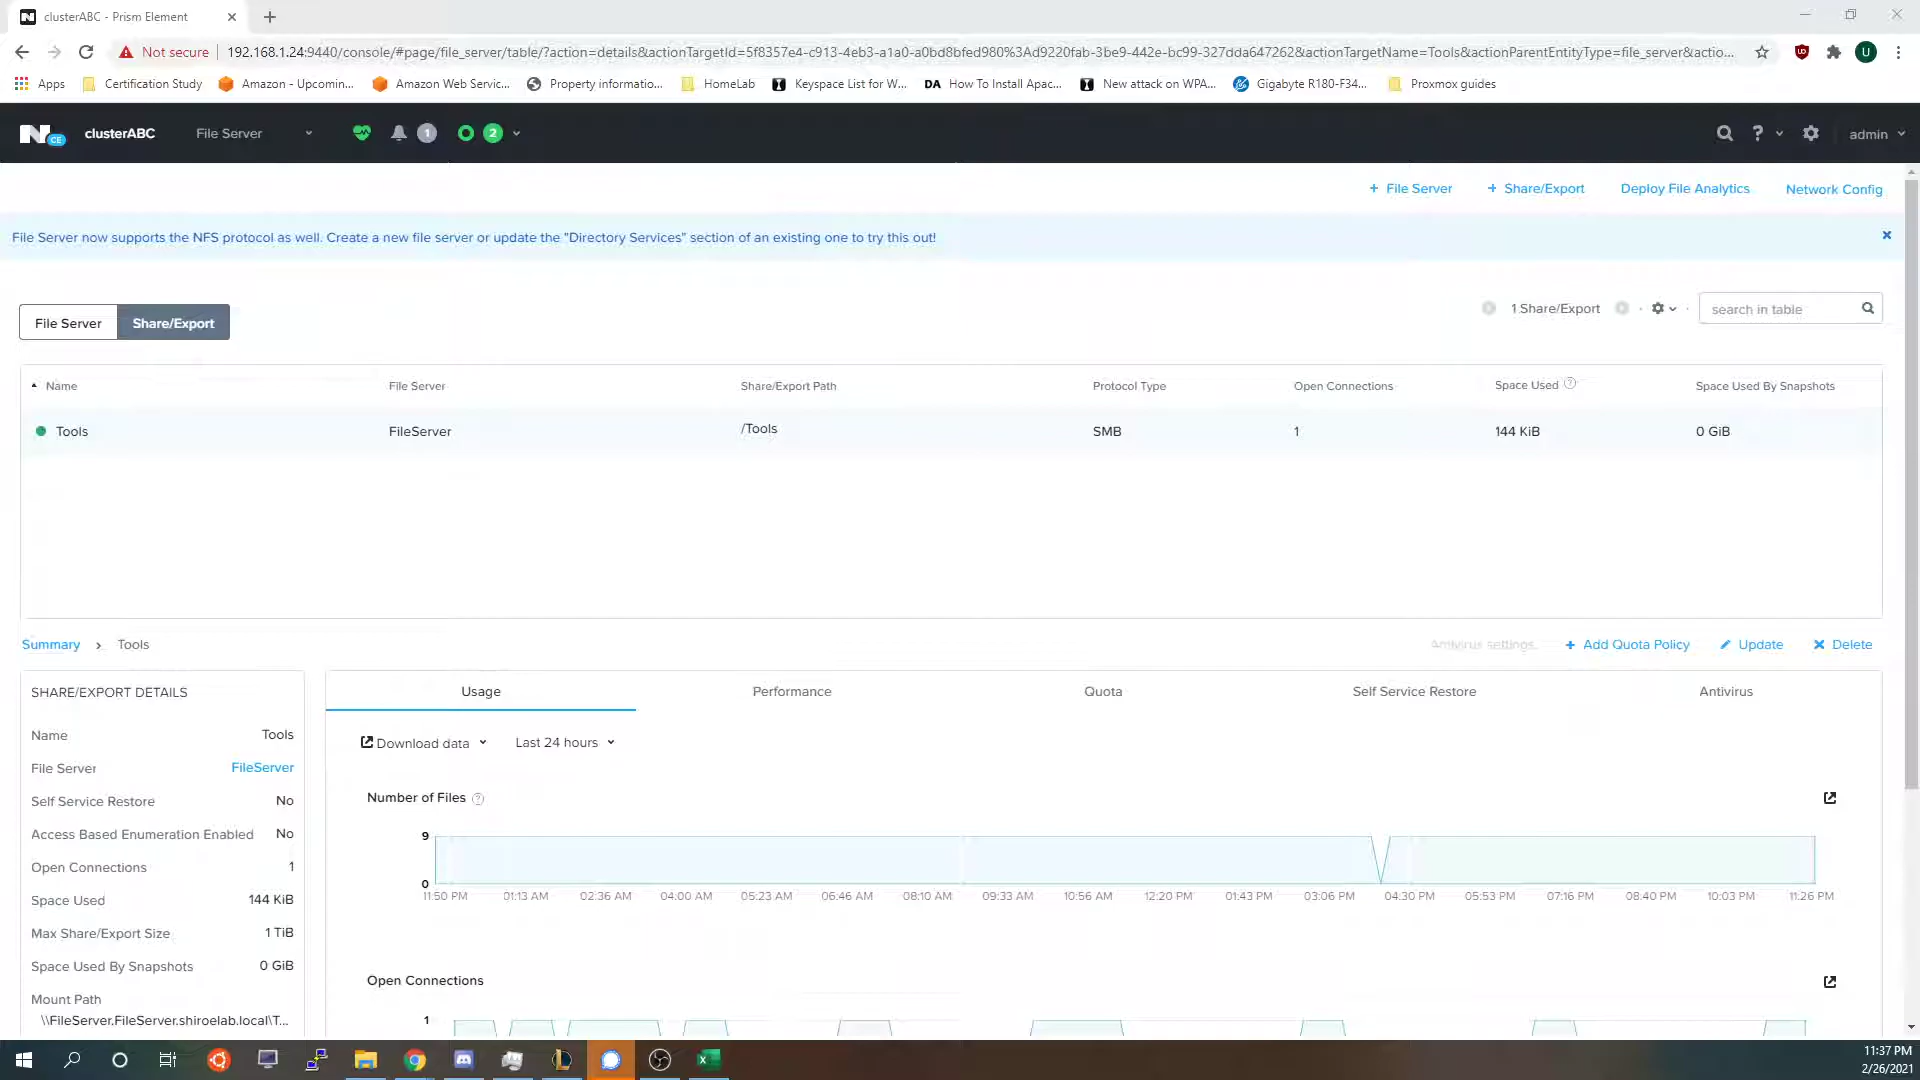 clusterABC - Prism Element
Not secure
192.168.1.24:9440/console/#page/file_server/table/?action=details&actionTargetId=5f8357e4-c913-4eb3-a1a0-a0bd8bfed980%3Ad9220fab-3be9-442e-bc99-327dda647262&actionTargetName=Tools&actionParentEntityType=file_server&actio...
U
Apps
Certification Study
Amazon - Upcomin...
Amazon Web Servic...
Property informatio...
HomeLab
Keyspace List for W...
DA How To Install Apac...
New attack on WPA...
Gigabyte R180-F34...
Proxmox guides
N CE
clusterABC
File Server
1
2
?
admin
+ File Server
+ Share/Export
Deploy File Analytics
Network Config
File Server now supports the NFS protocol as well. Create a new file server or update the "Directory Services" section of an existing one to try this out!
File Server
Share/Export
1 Share/Export
search in table
Name
File Server
Share/Export Path
Protocol Type
Open Connections
Space Used
Space Used By Snapshots
Tools
FileServer
/Tools
SMB
1
144 KiB
0 GiB
Summary
Tools
Antivirus settings.
+ Add Quota Policy
Update
Delete
SHARE/EXPORT DETAILS
Name Tools
File Server FileServer
Self Service Restore No
Access Based Enumeration Enabled No
Open Connections 1
Space Used 144 KiB
Max Share/Export Size 1 TiB
Space Used By Snapshots 0 GiB
Mount Path
\\FileServer.FileServer.shiroelab.local\T...
Usage
Performance
Quota
Self Service Restore
Antivirus
Download data
Last 24 hours
Number of Files
9
0
11:50 PM 01:13 AM 02:36 AM 04:00 AM 05:23 AM 06:46 AM 08:10 AM 09:33 AM 10:56 AM 12:20 PM 01:43 PM 03:06 PM 04:30 PM 05:53 PM 07:16 PM 08:40 PM 10:03 PM 11:26 PM
Open Connections
1
11:37 PM
2/26/2021